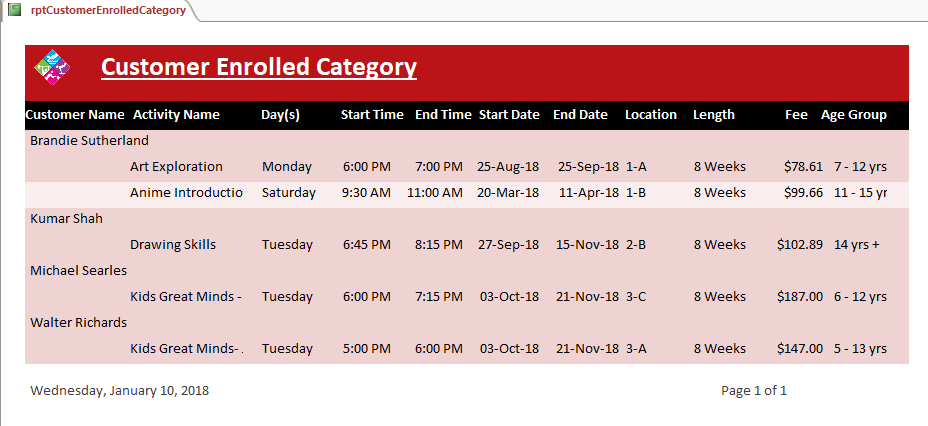 rptCustomerEnrolledCategory
Customer Enrolled Category
Customer Name Activity Name Day(s) Start Time End Time Start Date End Date Location Length Fee Age Group
Brandie Sutherland
Art Exploration Monday 6:00 PM 7:00 PM 25-Aug-18 25-Sep-18 1-A 8 Weeks $78.61 7 - 12 yrs
Anime Introductio Saturday 9:30 AM 11:00 AM 20-Mar-18 11-Apr-18 1-B 8 Weeks $99.66 11 - 15 yr
Kumar Shah
Drawing Skills Tuesday 6:45 PM 8:15 PM 27-Sep-18 15-Nov-18 2-B 8 Weeks $102.89 14 yrs +
Michael Searles
Kids Great Minds - Tuesday 6:00 PM 7:15 PM 03-Oct-18 21-Nov-18 3-C 8 Weeks $187.00 6 - 12 yrs
Walter Richards
Kids Great Minds- . Tuesday 5:00 PM 6:00 PM 03-Oct-18 21-Nov-18 3-A 8 Weeks $147.00 5 - 13 yrs
Wednesday, January 10, 2018 Page 1 of 1